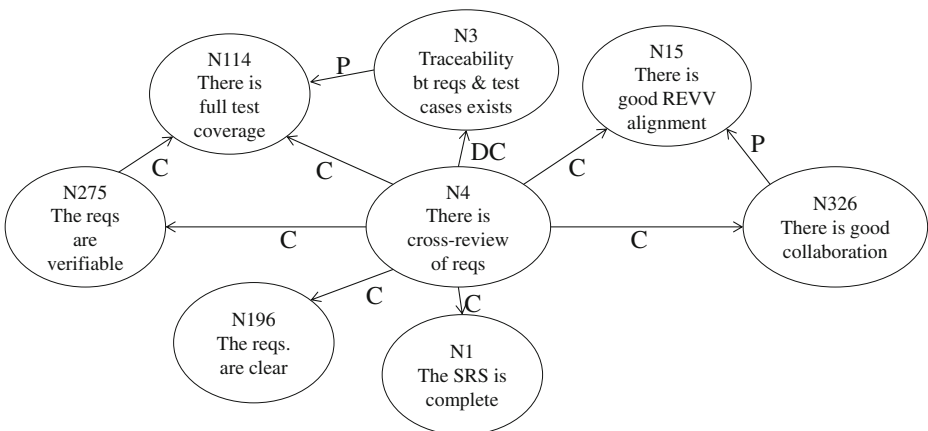 N114
There is
full test
coverage
P
N3
Traceability
bt reqs & test
cases exists
N15
There is
good REVV
alignment
C
C
DC
C
P
N275
The reqs
are
verifiable
C
N4
There is
cross-review
of reqs
C
N326
There is good
collaboration
C
C
N196
The reqs.
are clear
N1
The SRS is
complete